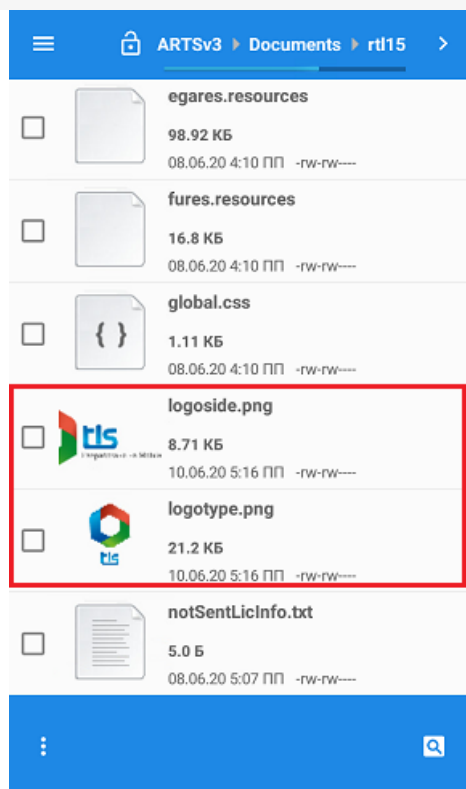 ARTSv3 Documents rtl15
egares.resources
98.92 КБ
08.06.20 4:10 ПП -rw-rw----
fures.resources
16.8 КБ
08.06.20 4:10 ПП -rw-rw----
{ }
global.css
1.11 КБ
08.06.20 4:10 ПП -rw-rw----
tls
logoside.png
8.71 КБ
10.06.20 5:16 ПП -rw-rw----
tls
logotype.png
21.2 КБ
10.06.20 5:16 ПП -rw-rw----
notSentLicInfo.txt
5.0 Б
08.06.20 5:07 ПП -rw-rw----